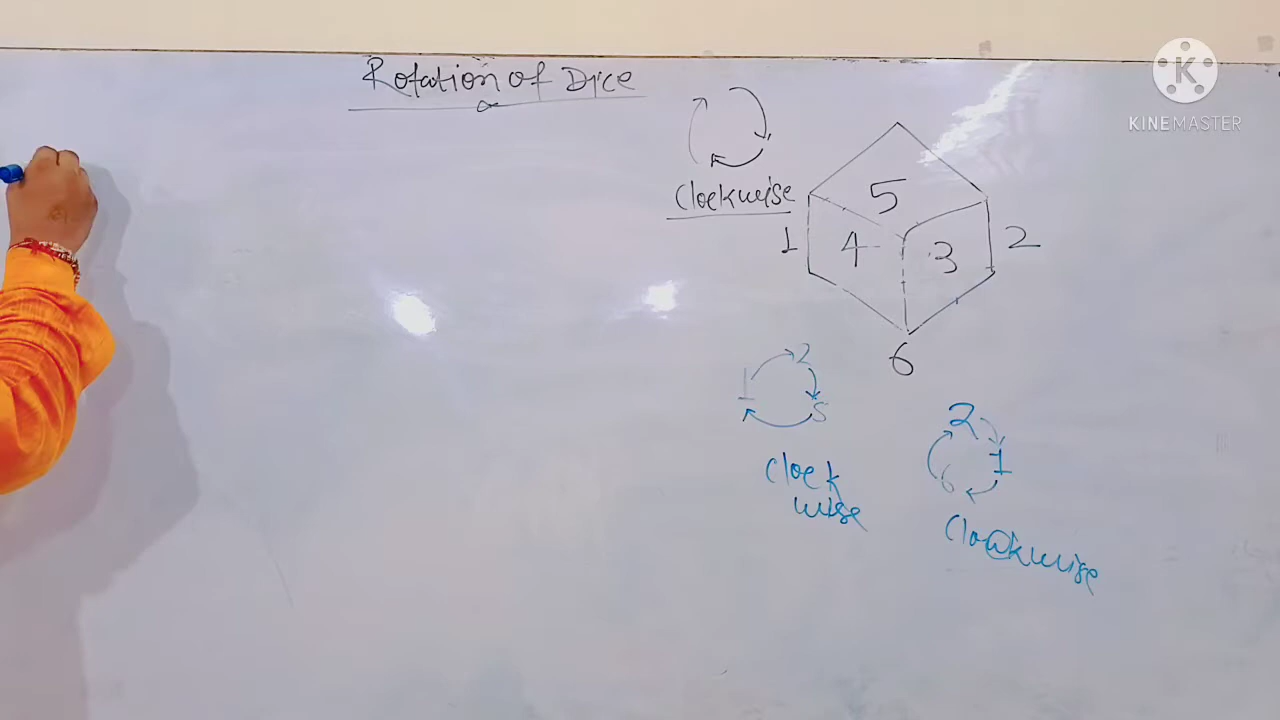 Rotation of Dice
K
KINEMASTER
Clockwise
5
1 4 3 2
6
1 2 5
Clock
wise
2 1 6
Clockwise